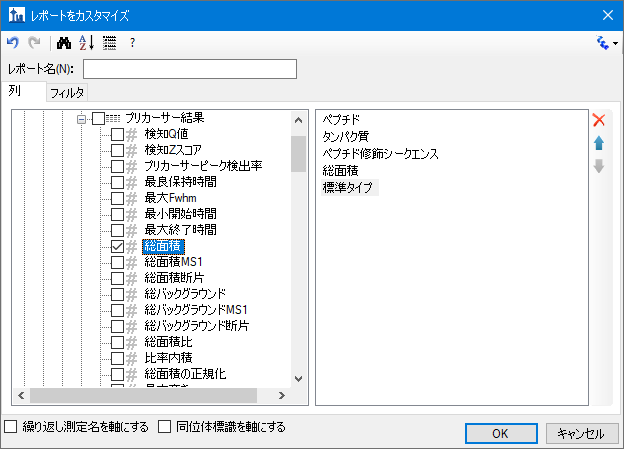 レポートをカスタマイズ
レポート名(N):
列
フィルタ
プリカーサー結果
検知Q値
検知Zスコア
プリカーサーピーク検出率
最良保持時間
最大Fwhm
最小開始時間
最大終了時間
総面積
総面積MS1
総面積断片
総バックグラウンド
総バックグラウンドMS1
総バックグラウンド断片
総面積比
比率内積
総面積の正規化
ペプチド
タンパク質
ペプチド修飾シークエンス
総面積
標準タイプ
繰り返し測定名を軸にする
同位体標識を軸にする
OK
キャンセル